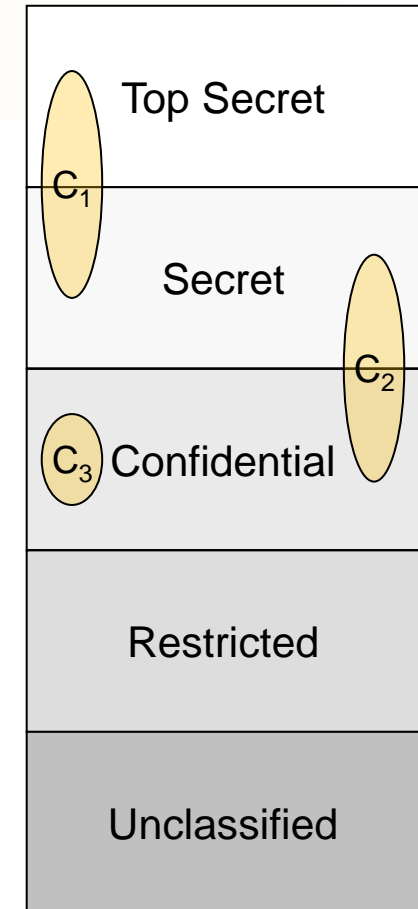 Top Secret
C₁
Secret
C₂
C₃ Confidential
Restricted
Unclassified